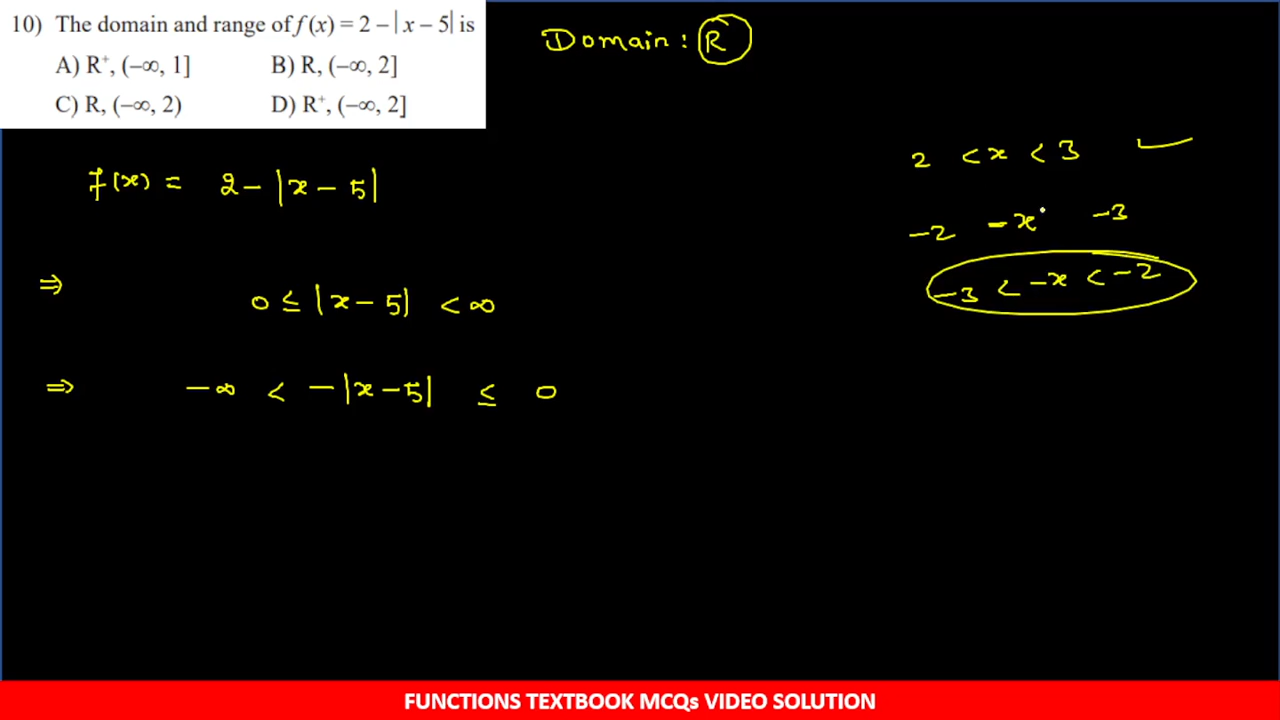 10) The domain and range of f (x) = 2 – | x – 5| is
A) R⁺, (–∞, 1]
B) R, (–∞, 2]
C) R, (–∞, 2)
D) R⁺, (–∞, 2]
Domain : R
f(x) = 2 – |x – 5|
⇒ 0 ≤ |x – 5| < ∞
⇒ – ∞ < – |x – 5| ≤ 0
2 < x < 3
–2 –x –3
–3 < –x < –2
FUNCTIONS TEXTBOOK MCQs VIDEO SOLUTION